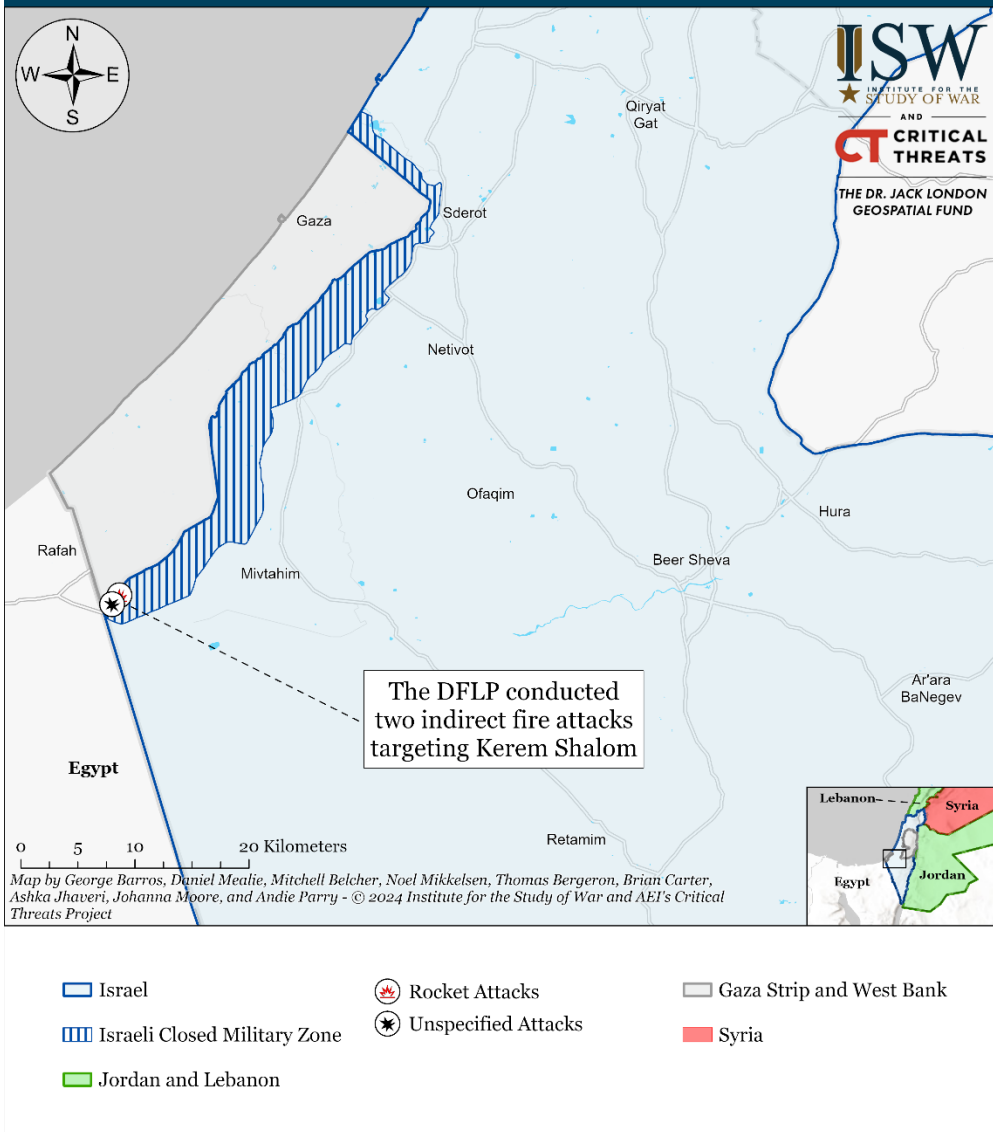 N
W
E
S
ISW
INSTITUTE FOR THE
STUDY OF WAR
AND
CT CRITICAL
THREATS
THE DR. JACK LONDON
GEOSPATIAL FUND
Qiryat
Gat
Gaza
Sderot
Netivot
Ofaqim
Hura
Rafah
Mivtahim
Beer Sheva
Ar'ara
BaNegev
The DFLP conducted
two indirect fire attacks
targeting Kerem Shalom
Egypt
Retamim
0 5 10 20 Kilometers
Lebanon
Syria
Egypt
Jordan
Map by George Barros, Daniel Mealie, Mitchell Belcher, Noel Mikkelsen, Thomas Bergeron, Brian Carter,
Ashka Jhaveri, Johanna Moore, and Andie Parry - © 2024 Institute for the Study of War and AEI's Critical
Threats Project
Israel
Israeli Closed Military Zone
Jordan and Lebanon
Rocket Attacks
Unspecified Attacks
Gaza Strip and West Bank
Syria